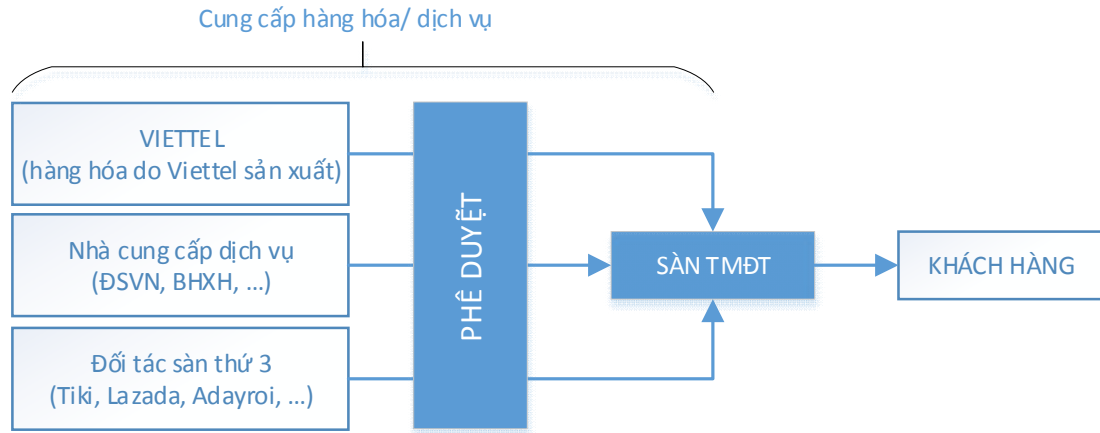 Cung cấp hàng hóa/ dịch vụ
VIETTEL
(hàng hóa do Viettel sản xuất)
Nhà cung cấp dịch vụ
(ĐSVN, BHXH, ...)
Đối tác sàn thứ 3
(Tiki, Lazada, Adayroi, ...)
PHÊ DUYỆT
SÀN TMĐT
KHÁCH HÀNG